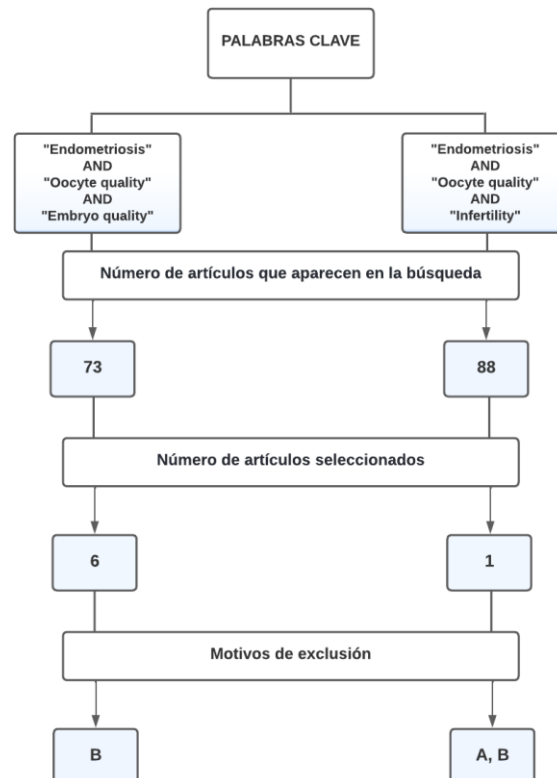 PALABRAS CLAVE
"Endometriosis"
AND
"Oocyte quality"
AND
"Embryo quality"
"Endometriosis"
AND
"Oocyte quality"
AND
"Infertility"
Número de artículos que aparecen en la búsqueda
73
88
Número de artículos seleccionados
6
1
Motivos de exclusión
B
A, B